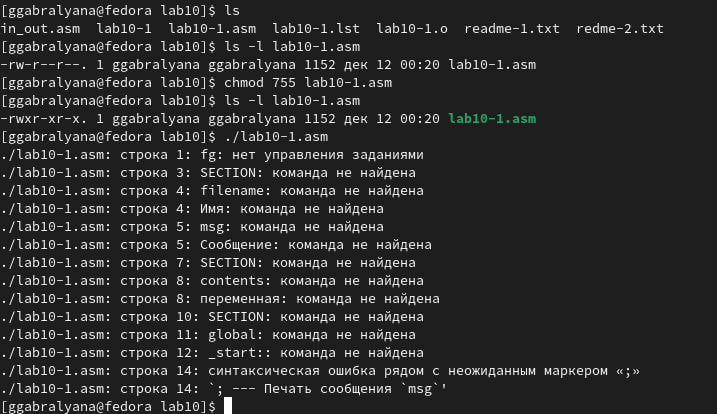 [ggabralyana@fedora lab10]$ ls
in_out.asm  lab10-1  lab10-1.asm  lab10-1.lst  lab10-1.o  readme-1.txt  redme-2.txt
[ggabralyana@fedora lab10]$ ls -l lab10-1.asm
-rw-r--r--. 1 ggabralyana ggabralyana 1152 дек 12 00:20 lab10-1.asm
[ggabralyana@fedora lab10]$ chmod 755 lab10-1.asm
[ggabralyana@fedora lab10]$ ls -l lab10-1.asm
-rwxr-xr-x. 1 ggabralyana ggabralyana 1152 дек 12 00:20 lab10-1.asm
[ggabralyana@fedora lab10]$ ./lab10-1.asm
./lab10-1.asm: строка 1: fg: нет управления заданиями
./lab10-1.asm: строка 3: SECTION: команда не найдена
./lab10-1.asm: строка 4: filename: команда не найдена
./lab10-1.asm: строка 4: Имя: команда не найдена
./lab10-1.asm: строка 5: msg: команда не найдена
./lab10-1.asm: строка 5: Сообщение: команда не найдена
./lab10-1.asm: строка 7: SECTION: команда не найдена
./lab10-1.asm: строка 8: contents: команда не найдена
./lab10-1.asm: строка 8: переменная: команда не найдена
./lab10-1.asm: строка 10: SECTION: команда не найдена
./lab10-1.asm: строка 11: global: команда не найдена
./lab10-1.asm: строка 12: _start:: команда не найдена
./lab10-1.asm: строка 14: синтаксическая ошибка рядом с неожиданным маркером «;»
./lab10-1.asm: строка 14: `; --- Печать сообщения `msg`'
[ggabralyana@fedora lab10]$